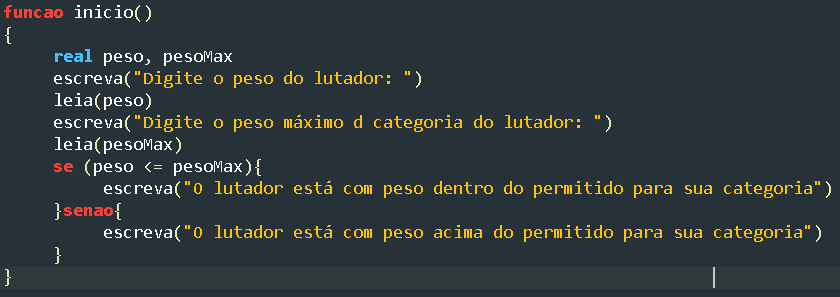 funcao inicio()
{
real peso, pesoMax
escreva("Digite o peso do lutador: ")
leia(peso)
escreva("Digite o peso máximo d categoria do lutador: ")
leia(pesoMax)
se (peso <= pesoMax){
escreva("O lutador está com peso dentro do permitido para sua categoria")
}senao{
escreva("O lutador está com peso acima do permitido para sua categoria")
}
}